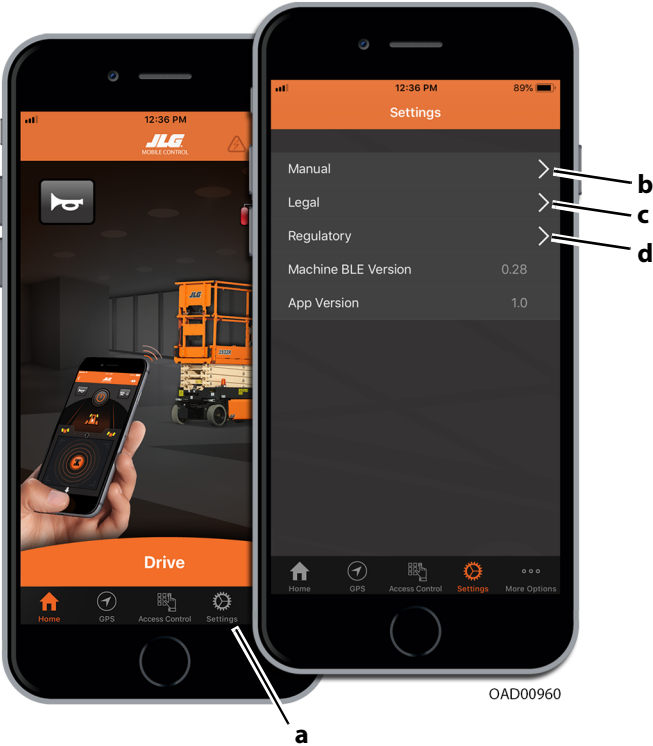 12:36 PM
JLG
MOBILE CONTROL
JLG
Drive
Home
GPS
Access Control
Settings
a
12:36 PM
89%
Settings
Manual
Legal
Regulatory
Machine BLE Version 0.28
App Version 1.0
Home
GPS
Access Control
Settings
More Options
b
c
d
OAD00960